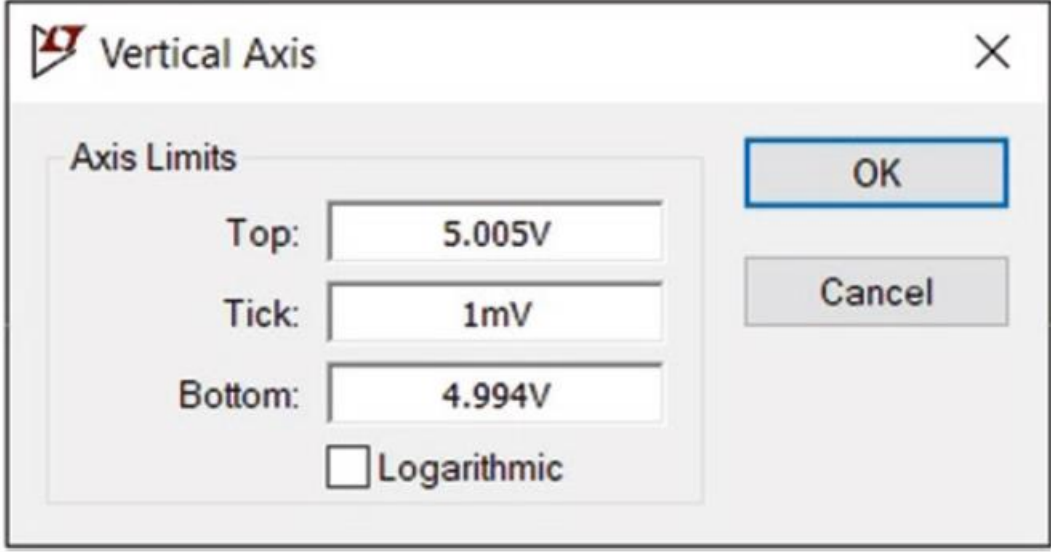 Vertical Axis
Axis Limits
OK
Top: 5.005V
Cancel
Tick: 1mV
Bottom: 4.994V
Logarithmic